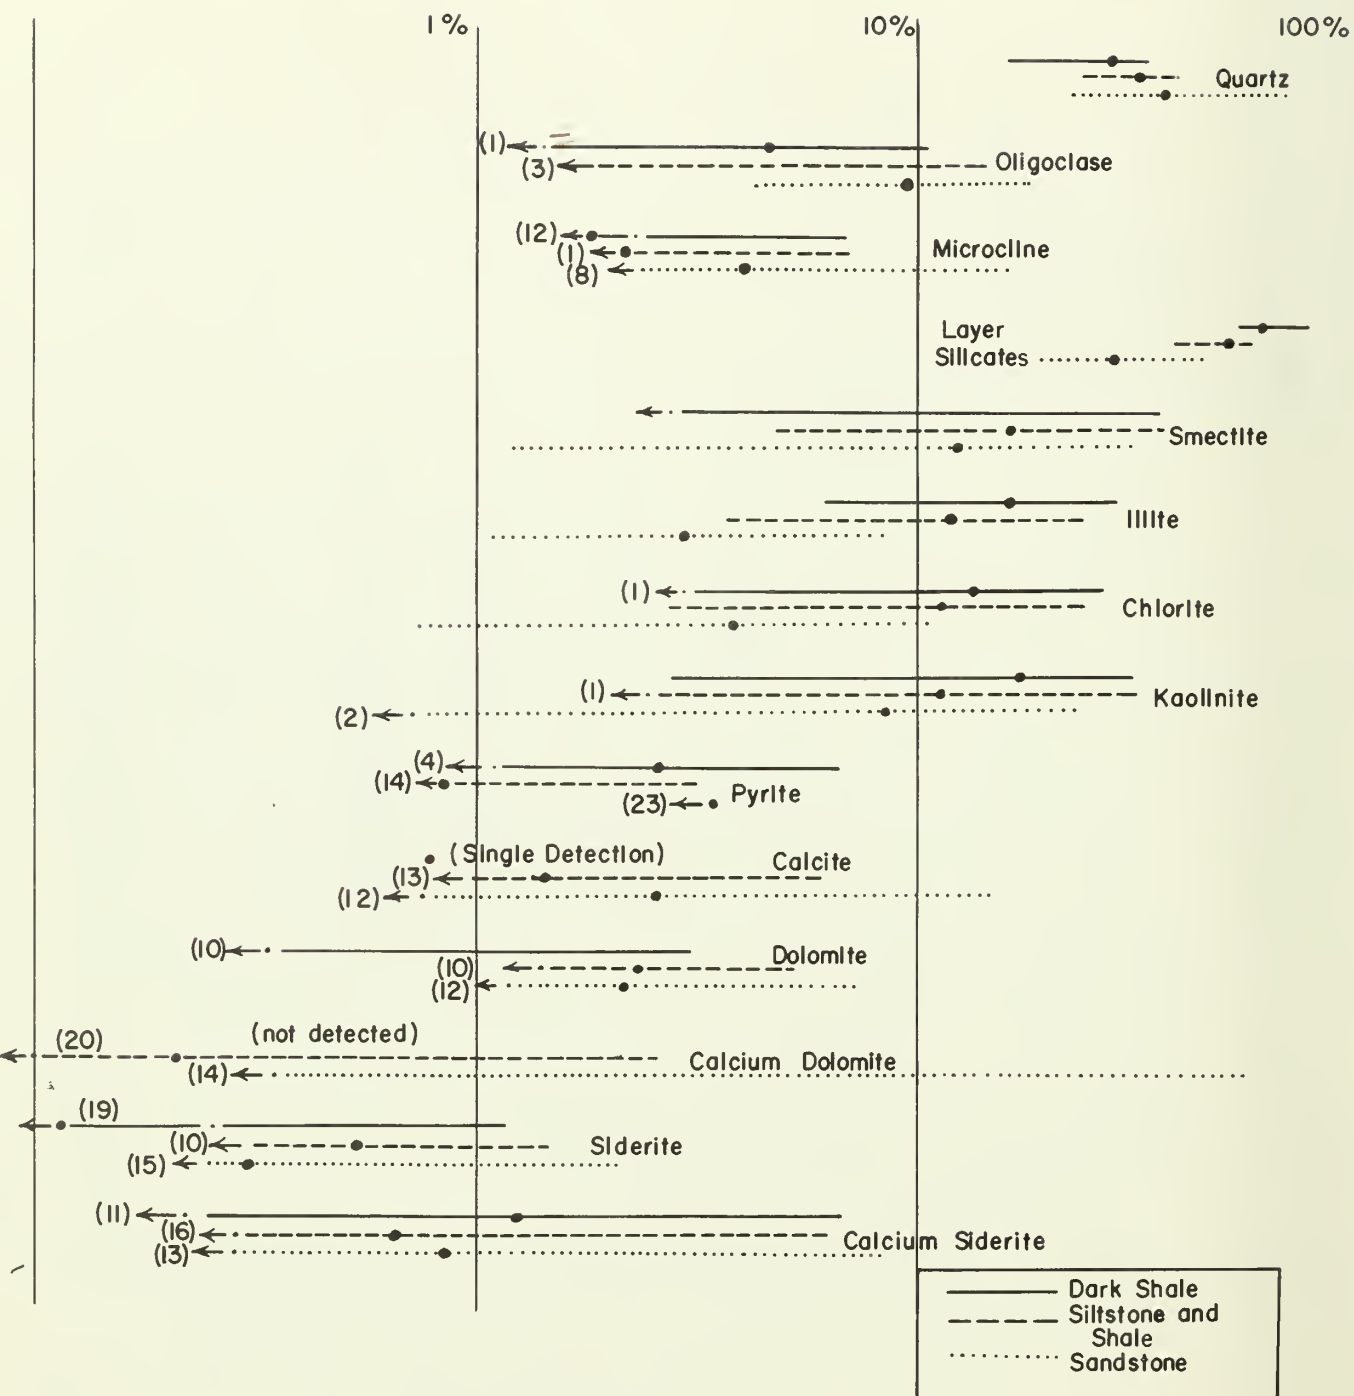 1% 10% 100%
Quartz
(1)
(3) Oligoclase
(12)
(1) Microcline
(8)
Layer
Silicates
Smectite
Illite
(1)
Chlorite
(1) Kaolinite
(2)
(4)
(14)
(23) Pyrite
(Single Detection) Calcite
(13)
(12)
(10) Dolomite
(10)
(12)
(not detected)
(20)
Calcium Dolomite
(14)
(19)
(10) Siderite
(15)
(11)
(16)
Calcium Siderite
(13)
Dark Shale
Siltstone and
Shale
Sandstone